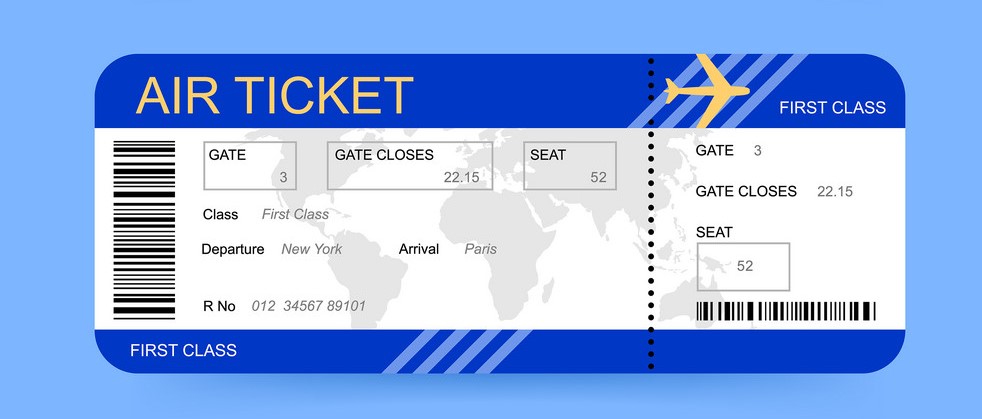 AIR TICKET
FIRST CLASS
GATE
3
GATE CLOSES
22.15
SEAT
52
Class First Class
Departure New York Arrival Paris
R No 012 34567 89101
FIRST CLASS
GATE 3
GATE CLOSES 22.15
SEAT
52